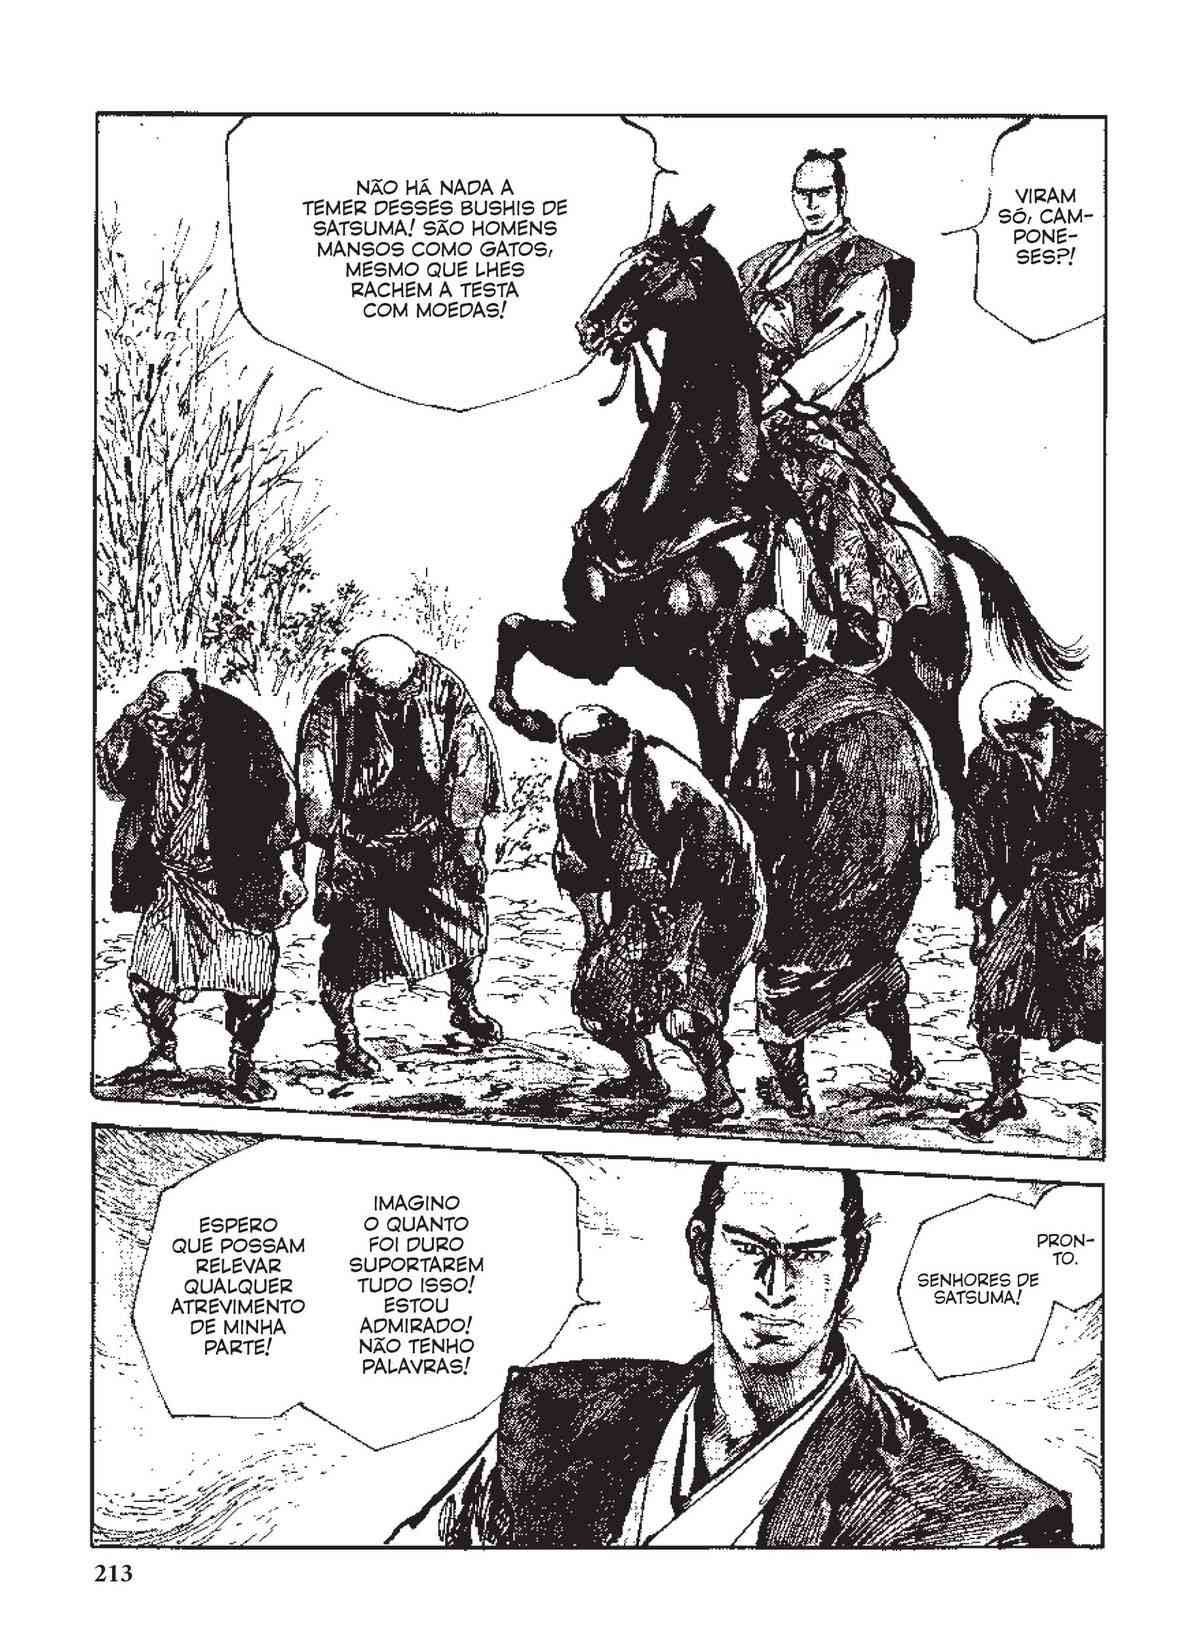 VIRAM
SÓ, CAM-
PONE-
SES?!
NÃO HÁ NADA A
TEMER DESSES BUSHIS DE
SATSUMA! SÃO HOMENS
MANSOS COMO GATOS,
MESMO QUE LHES
RACHEM A TESTA
COM MOEDAS!
PRON-
TO.
SENHORES DE
SATSUMA!
IMAGINO
O QUANTO
FOI DURO
SUPORTAREM
TUDO ISSO!
ESTOU
ADMIRADO!
NÃO TENHO
PALAVRAS!
ESPERO
QUE POSSAM
RELEVAR
QUALQUER
ATREVIMENTO
DE MINHA
PARTE!
213